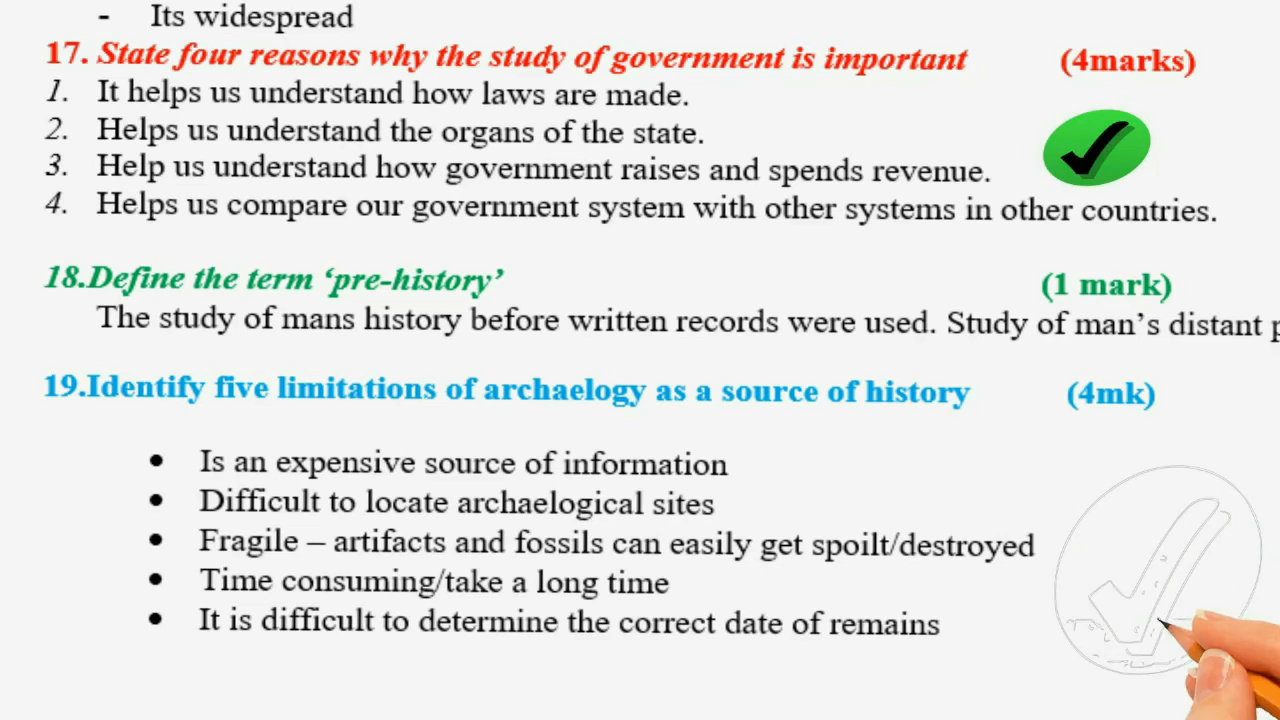 - Its widespread
17. State four reasons why the study of government is important (4marks)
1. It helps us understand how laws are made.
2. Helps us understand the organs of the state.
3. Help us understand how government raises and spends revenue.
4. Helps us compare our government system with other systems in other countries.
18.Define the term ‘pre-history’ (1 mark)
The study of mans history before written records were used. Study of man’s distant
19.Identify five limitations of archaelogy as a source of history (4mk)
• Is an expensive source of information
• Difficult to locate archaelogical sites
• Fragile – artifacts and fossils can easily get spoilt/destroyed
• Time consuming/take a long time
• It is difficult to determine the correct date of remains